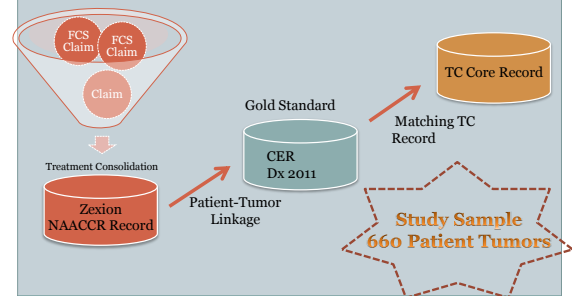 FCS
Claim
FCS
Claim
Claim
Treatment Consolidation
Zexion
NAACCR Record
Patient-Tumor
Linkage
Gold Standard
CER
Dx 2011
Matching TC
Record
TC Core Record
Study Sample
660 Patient Tumors